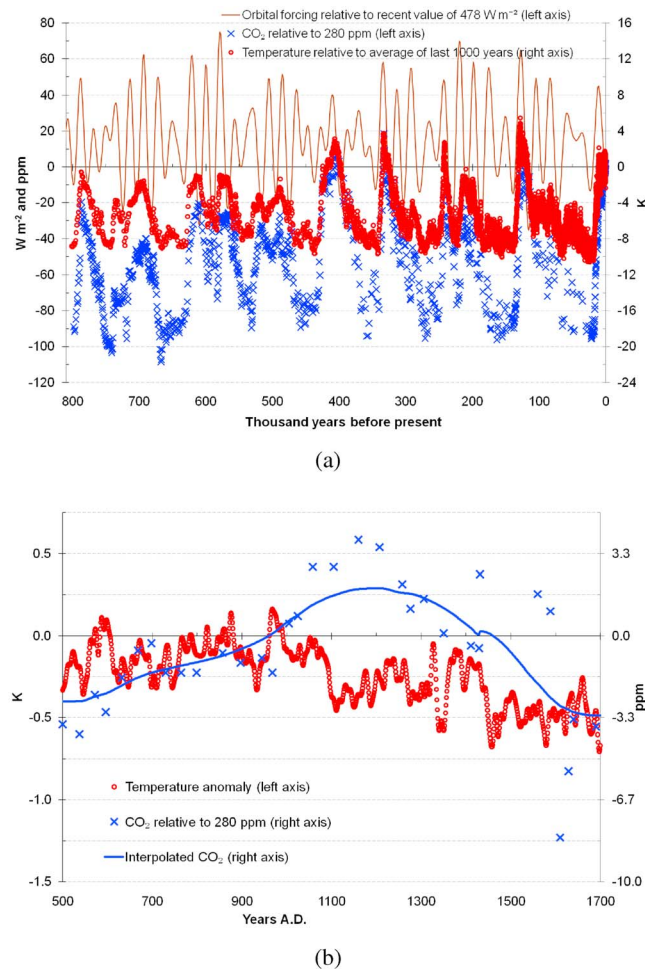 Orbital forcing relative to recent value of 478 W m⁻² (left axis)
CO₂ relative to 280 ppm (left axis)
Temperature relative to average of last 1000 years (right axis)
80
60
40
20
0
-20
-40
-60
-80
-100
-120
W m⁻² and ppm
16
12
8
4
0
-4
-8
-12
-16
-20
-24
K
800 700 600 500 400 300 200 100 0
Thousand years before present
(a)
0.5
0.0
-0.5
-1.0
-1.5
K
3.3
0.0
-3.3
-6.7
-10.0
ppm
Temperature anomaly (left axis)
CO₂ relative to 280 ppm (right axis)
Interpolated CO₂ (right axis)
500 700 900 1100 1300 1500 1700
Years A.D.
(b)